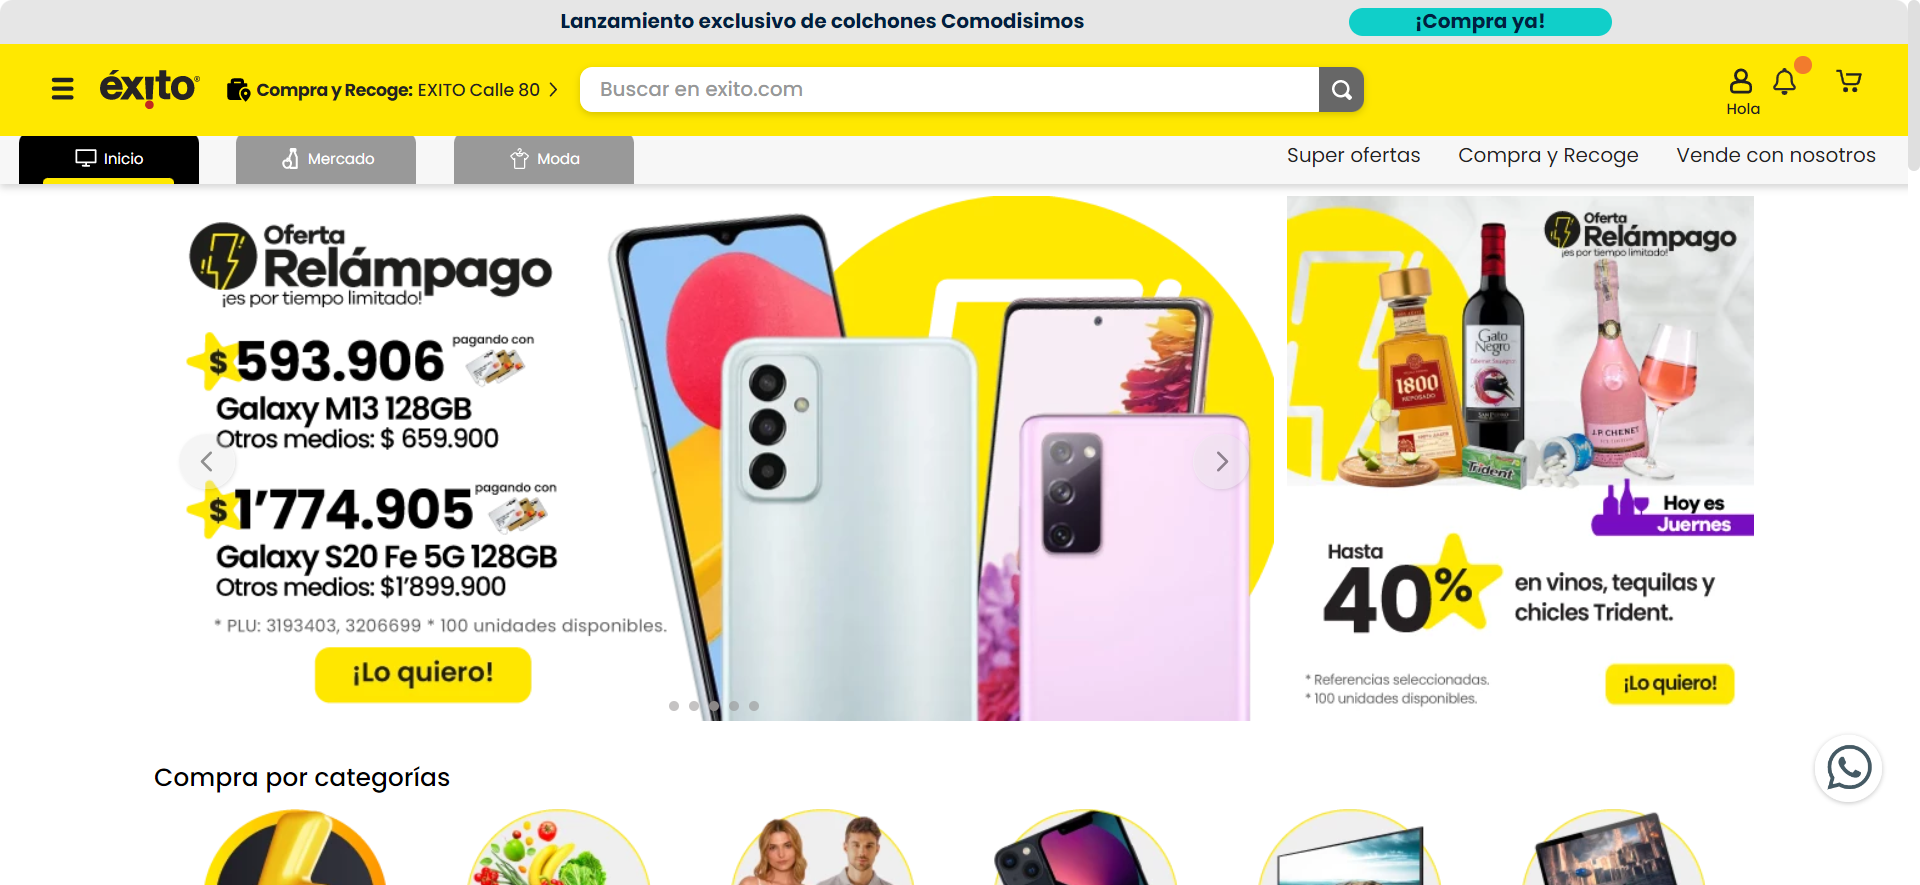 Lanzamiento exclusivo de colchones Comodisimos
¡Compra ya!
éxito
Compra y Recoge: EXITO Calle 80
Buscar en exito.com
Hola
Inicio
Mercado
Moda
Super ofertas
Compra y Recoge
Vende con nosotros
Oferta
Relámpago
¡es por tiempo limitado!
$ 593.906 pagando con
Galaxy M13 128GB
Otros medios: $ 659.900
$ 1'774.905 pagando con
Galaxy S20 Fe 5G 128GB
Otros medios: $1'899.900
* PLU: 3193403, 3206699 * 100 unidades disponibles.
¡Lo quiero!
Oferta
Relámpago
¡es por tiempo limitado!
1800
REPOSADO
Gato
Negro
J.P. CHENET
Trident
Hoy es
Juernes
Hasta
40%
en vinos, tequilas y
chicles Trident.
* Referencias seleccionadas.
* 100 unidades disponibles.
¡Lo quiero!
Compra por categorías